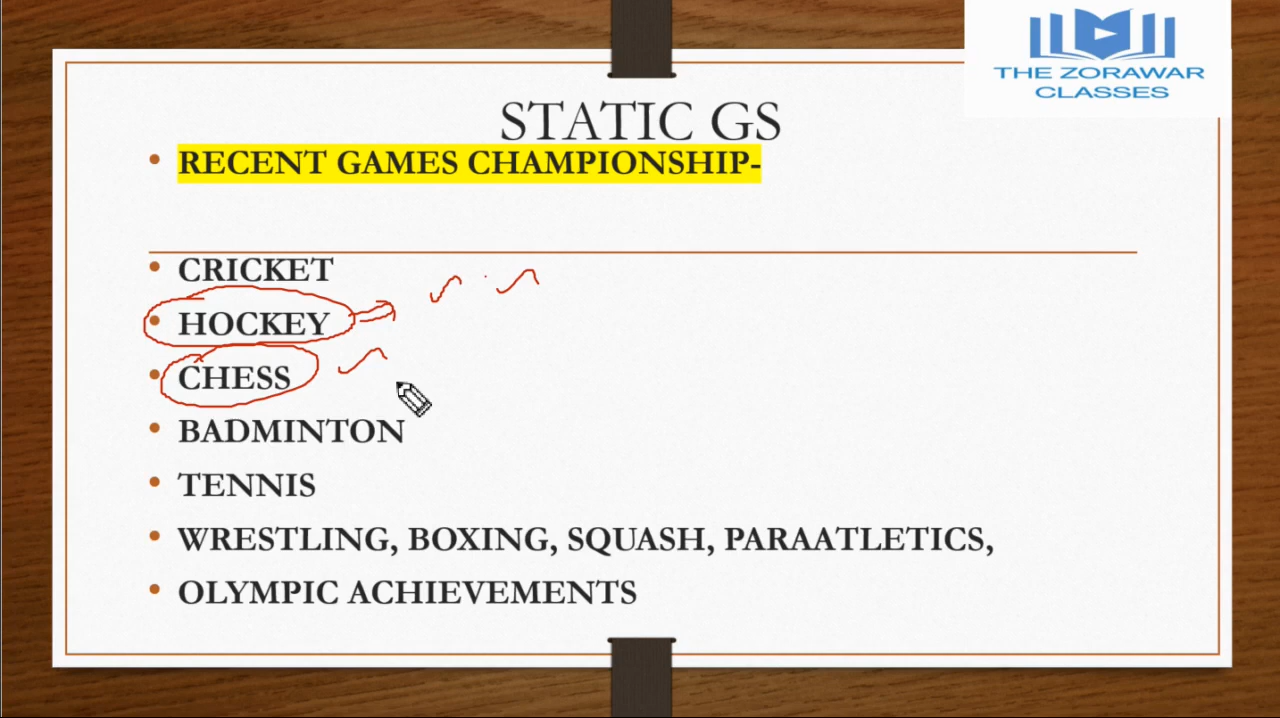 THE ZORAWAR
CLASSES
STATIC GS
• RECENT GAMES CHAMPIONSHIP-
• CRICKET
• HOCKEY
• CHESS
• BADMINTON
• TENNIS
• WRESTLING, BOXING, SQUASH, PARAATLETICS,
• OLYMPIC ACHIEVEMENTS